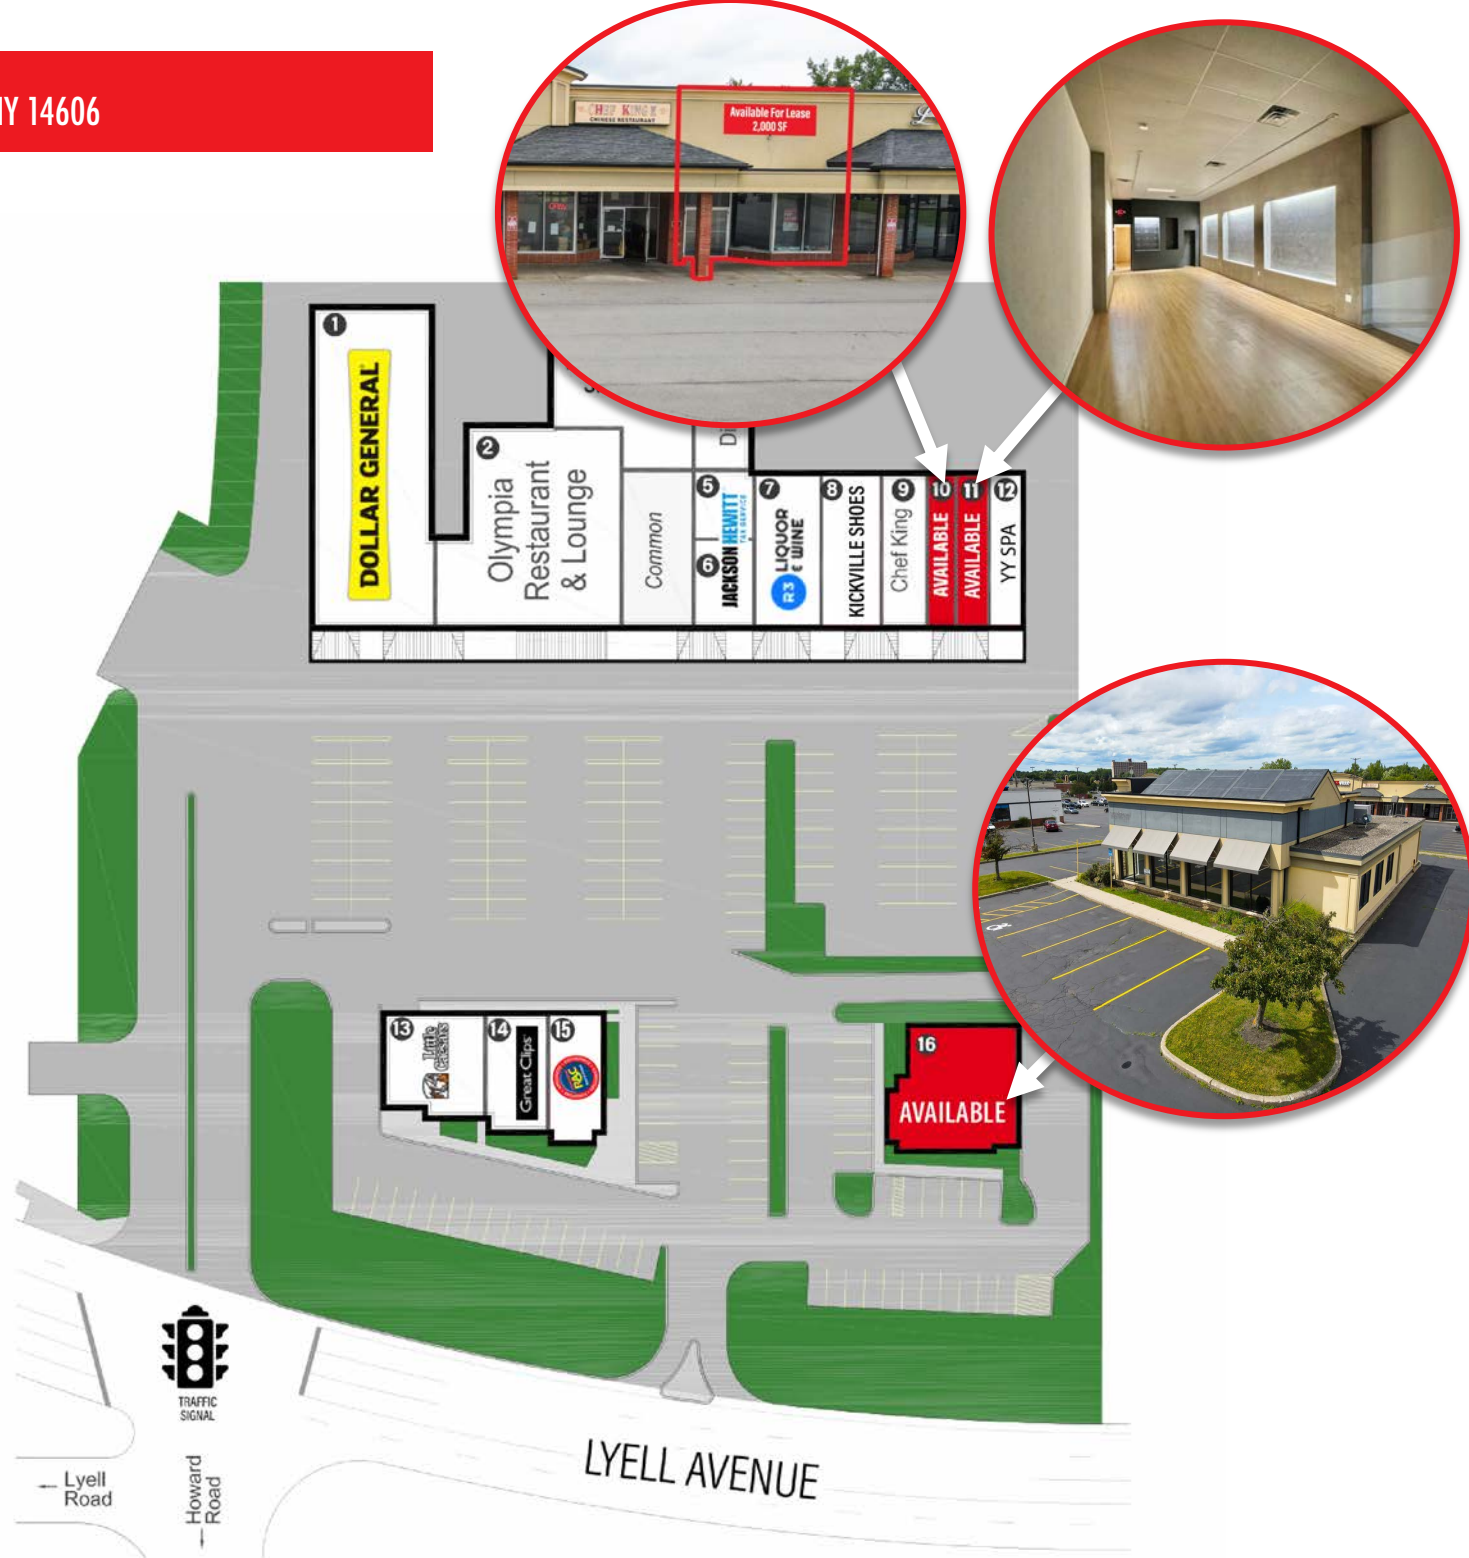 NY 14606
CHEF KING
CHINESE RESTAURANT
Available For Lease
2,000 SF
OPEN
1
DOLLAR GENERAL
2
Olympia
Restaurant
& Lounge
Common
Di
5
6
JACKSON HEWITT
TAX SERVICE
7
R3
LIQUOR
& WINE
8
KICKVILLE SHOES
9
Chef King
10
AVAILABLE
11
AVAILABLE
12
YY SPA
13
Little
Caesars
14
Great Clips
15
16
AVAILABLE
TRAFFIC
SIGNAL
LYELL AVENUE
← Lyell
Road
← Howard
Road